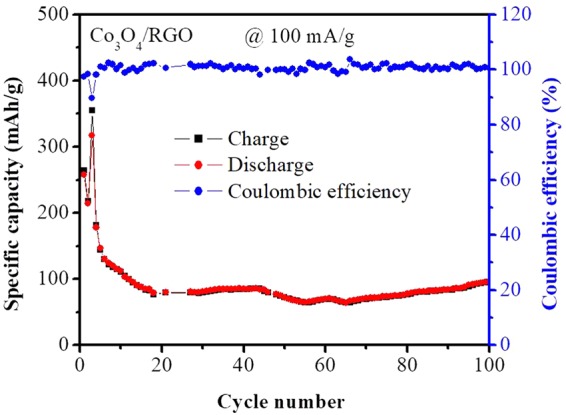 Co₃O₄/RGO @ 100 mA/g
Charge
Discharge
Coulombic efficiency
Specific capacity (mAh/g)
500
400
300
200
100
0
Coulombic efficiency (%)
120
100
80
60
40
20
0
0 20 40 60 80 100
Cycle number